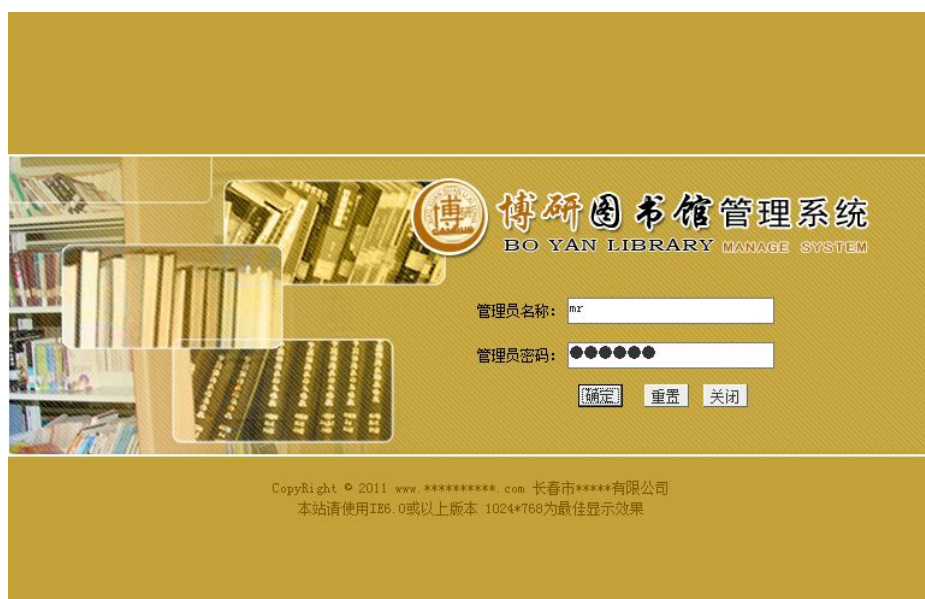 博研图书馆管理系统
BO YAN LIBRARY MANAGE SYSTEM
管理员名称： mr
管理员密码： ●●●●●●
确定 重置 关闭
CopyRight © 2011 www.**********.com 长春市*****有限公司
本站请使用IE6.0或以上版本 1024*768为最佳显示效果